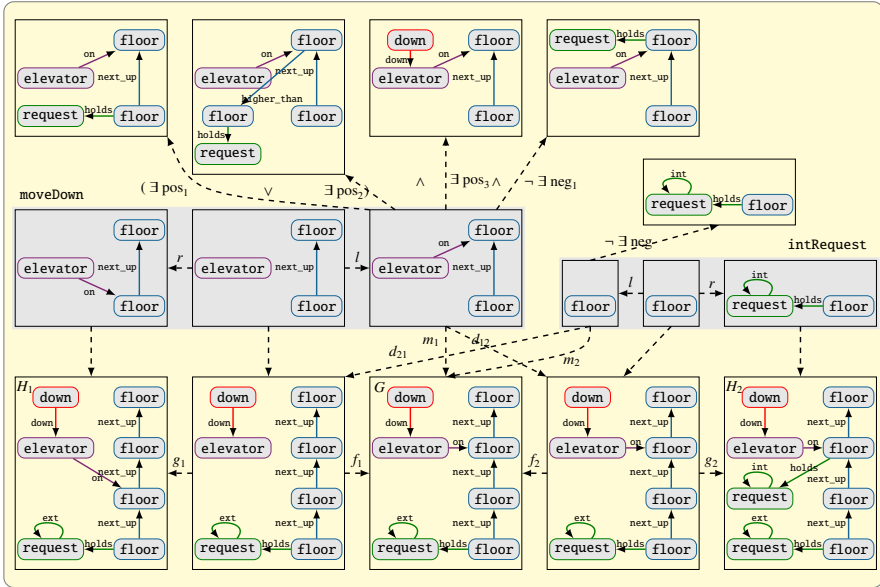 floor
on
elevator
next_up
request
holds
floor
floor
on
elevator
next_up
higher_than
floor
floor
holds
request
down
floor
on
down
elevator
next_up
floor
request
holds
floor
on
elevator
next_up
floor
( ∃ pos1
∨
∃ pos2)
∧
∃ pos3 ∧
¬ ∃ neg1
int
request
holds
floor
moveDown
¬ ∃ neg
intRequest
floor
elevator
next_up
on
floor
r
floor
elevator
next_up
floor
l
floor
on
elevator
next_up
floor
floor
l
floor
r
int
request
holds
floor
d21
m1
d12
m2
H1
down
floor
down
next_up
elevator
floor
next_up
on
floor
ext
next_up
request
holds
floor
g1
down
floor
down
next_up
elevator
floor
next_up
floor
ext
next_up
request
holds
floor
f1
G
down
floor
down
next_up
elevator
on
floor
next_up
floor
ext
next_up
request
holds
floor
f2
down
floor
down
next_up
elevator
on
floor
next_up
floor
ext
next_up
request
holds
floor
g2
H2
down
floor
down
next_up
elevator
on
floor
int
holds
next_up
request
floor
ext
next_up
request
holds
floor